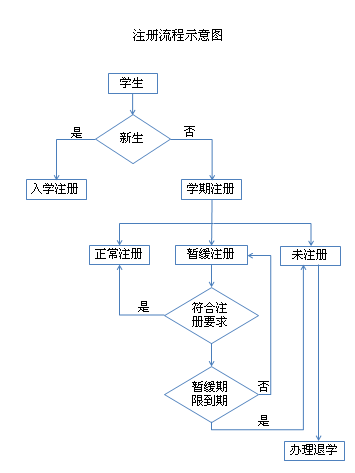 注册流程示意图
学生
新生
是
否
入学注册
学期注册
正常注册
暂缓注册
未注册
是
符合注
册要求
暂缓期
限到期
否
是
办理退学